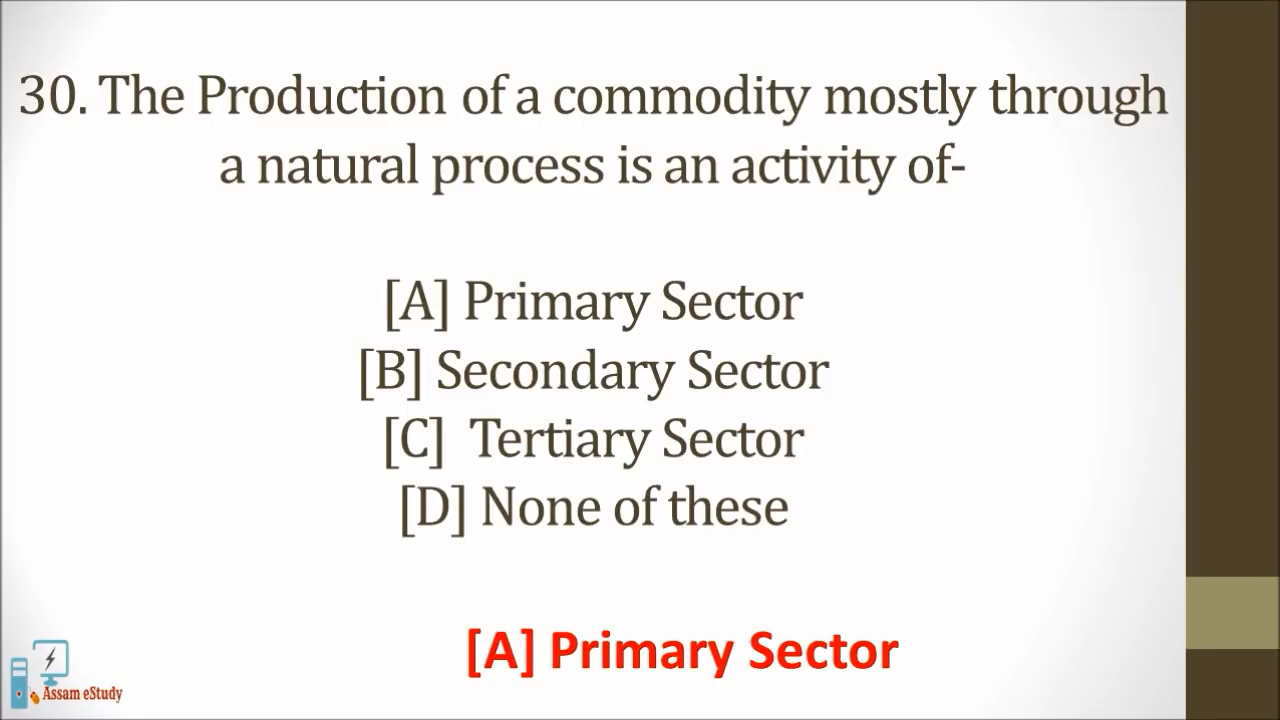 30. The Production of a commodity mostly through
a natural process is an activity of-
[A] Primary Sector
[B] Secondary Sector
[C] Tertiary Sector
[D] None of these
[A] Primary Sector
Assam eStudy